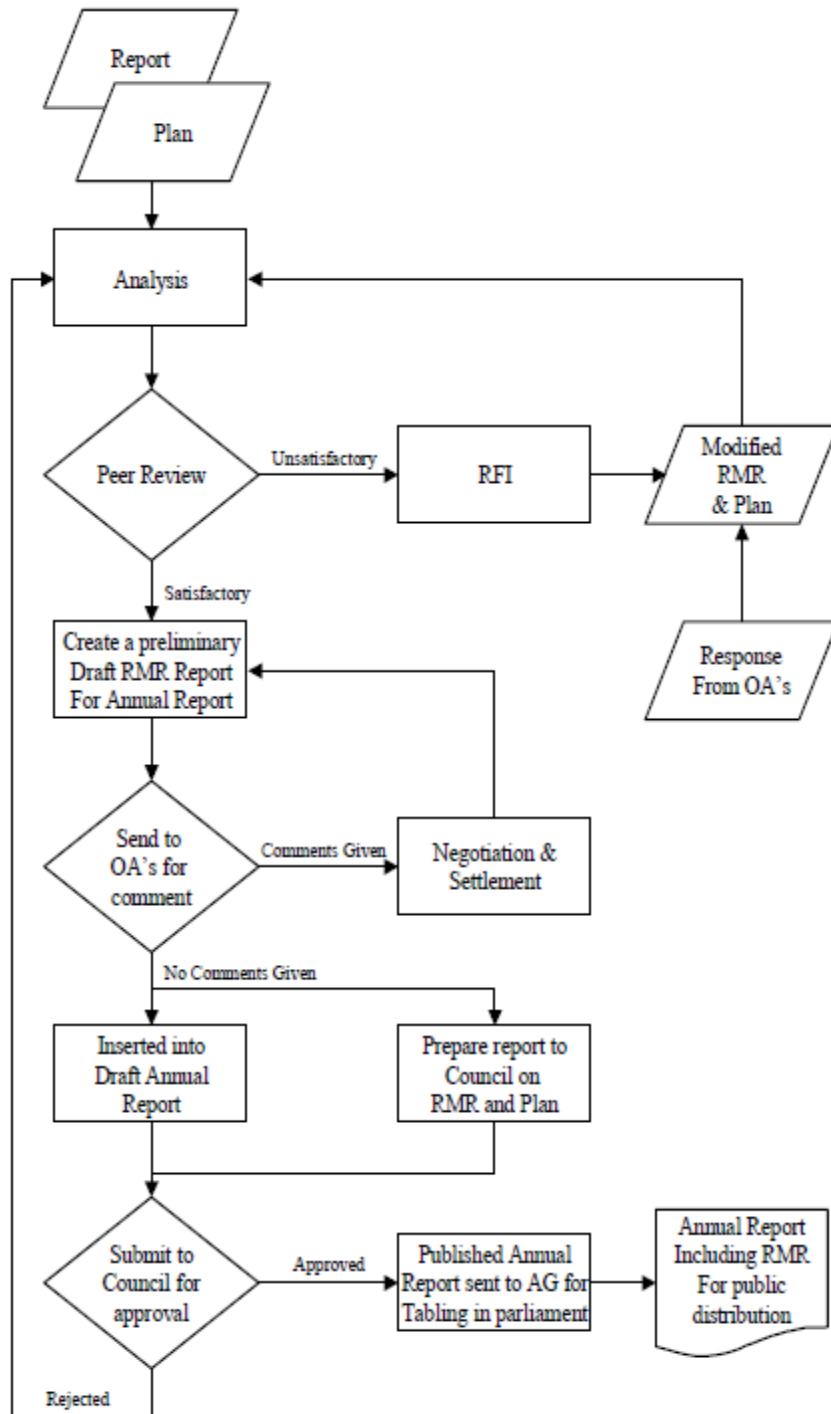 Report
Plan
Analysis
Peer Review
Unsatisfactory
RFI
Modified
RMR
& Plan
Satisfactory
Create a preliminary
Draft RMR Report
For Annual Report
Response
From OA's
Send to
OA's for
comment
Comments Given
Negotiation &
Settlement
No Comments Given
Inserted into
Draft Annual
Report
Prepare report to
Council on
RMR and Plan
Submit to
Council for
approval
Approved
Published Annual
Report sent to AG for
Tabling in parliament
Annual Report
Including RMR
For public
distribution
Rejected